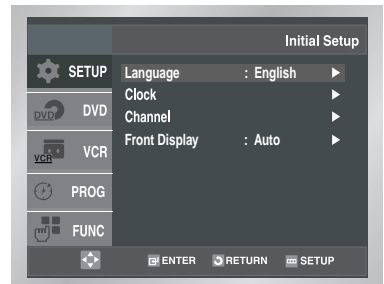 Initial Setup
SETUP
Language : English ►
Clock ►
Channel ►
Front Display : Auto ►
DVD DVD
VCR VCR
PROG
FUNC
ENTER RETURN SETUP